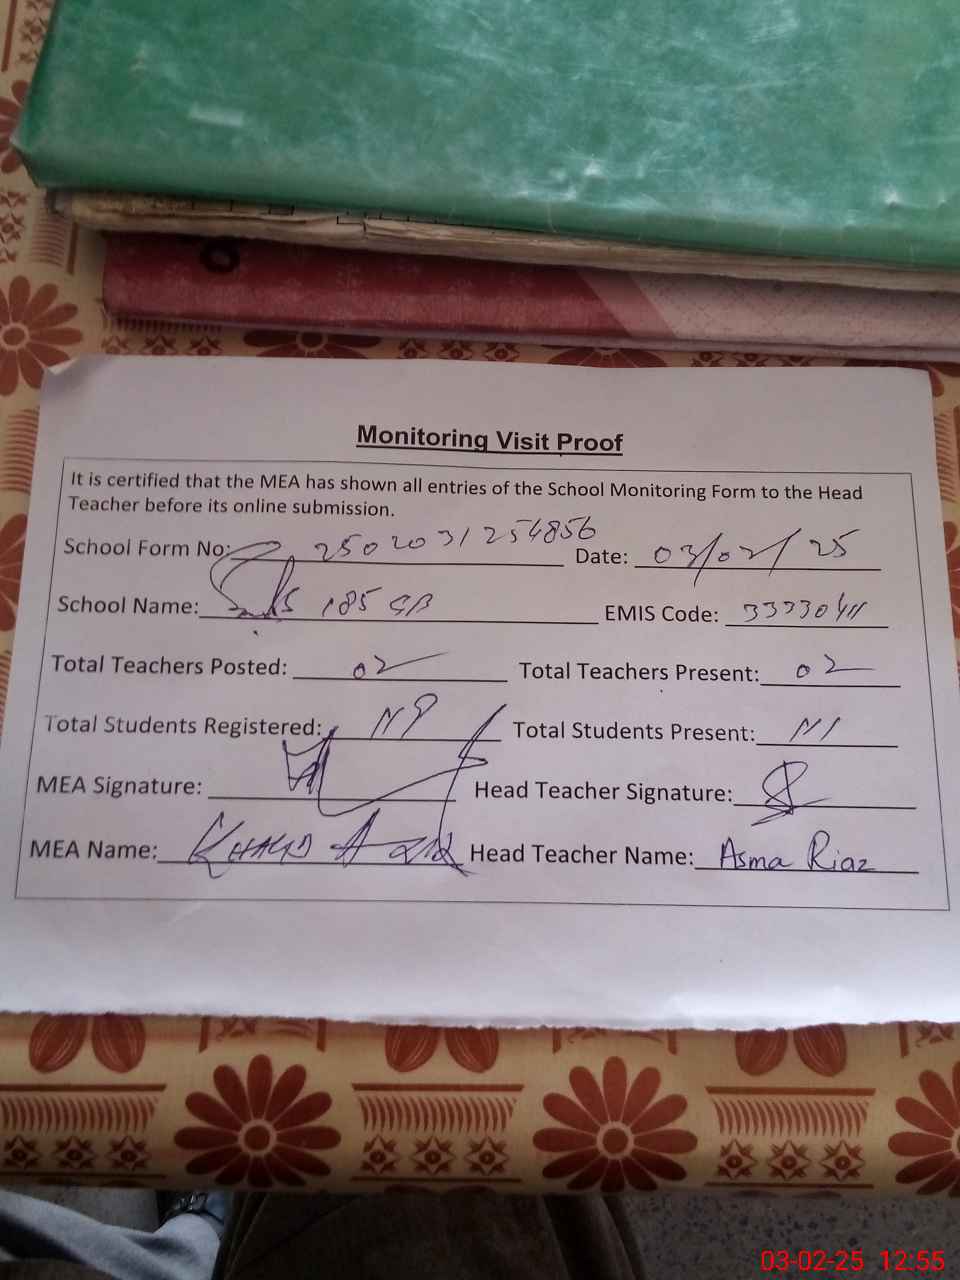 Monitoring Visit Proof
It is certified that the MEA has shown all entries of the School Monitoring Form to the Head
Teacher before its online submission.
School Form No: 2502031254856 Date: 03/02/25
School Name: 185 GB EMIS Code:
Total Teachers Posted: 02 Total Teachers Present: 02
Total Students Registered: Total Students Present:
MEA Signature: Head Teacher Signature:
MEA Name: Head Teacher Name: Asma Riaz
03-02-25 12:55